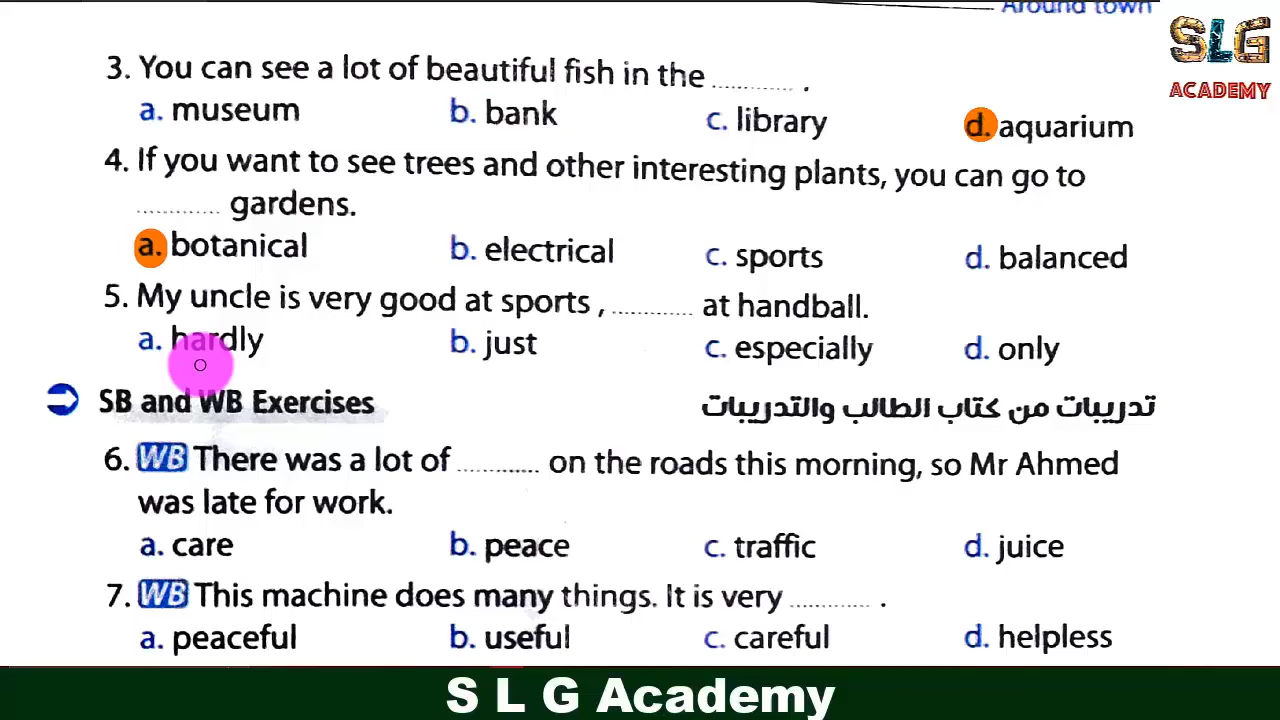 Around town
SLG
ACADEMY
3. You can see a lot of beautiful fish in the ............ .
a. museum b. bank c. library d. aquarium
4. If you want to see trees and other interesting plants, you can go to
............ gardens.
a. botanical b. electrical c. sports d. balanced
5. My uncle is very good at sports , ............ at handball.
a. hardly b. just c. especially d. only
SB and WB Exercises تدريبات من كتاب الطالب والتدريبات
6. WB There was a lot of ............ on the roads this morning, so Mr Ahmed
was late for work.
a. care b. peace c. traffic d. juice
7. WB This machine does many things. It is very ............ .
a. peaceful b. useful c. careful d. helpless
S L G Academy